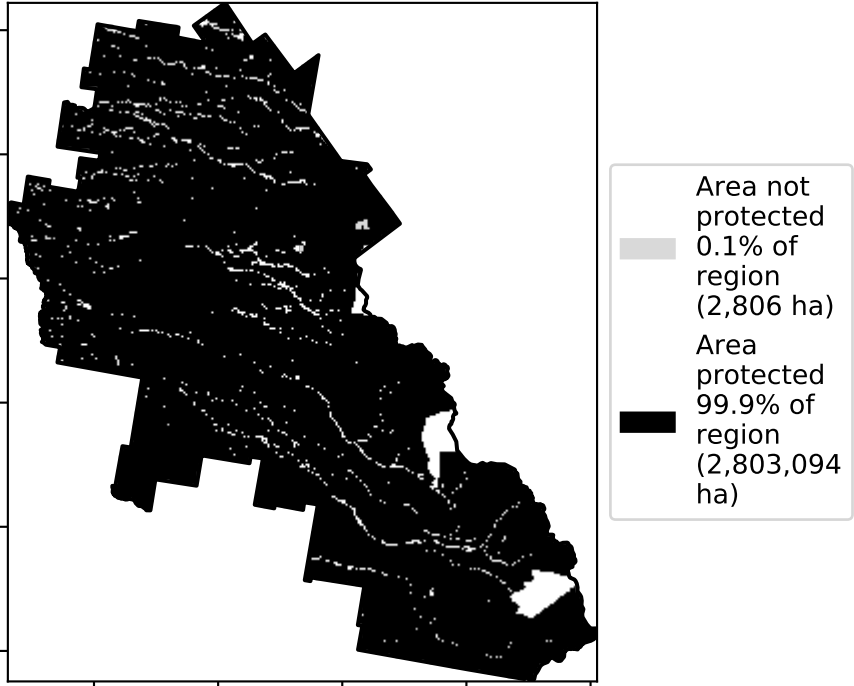 Area not
protected
0.1% of
region
(2,806 ha)
Area
protected
99.9% of
region
(2,803,094
ha)